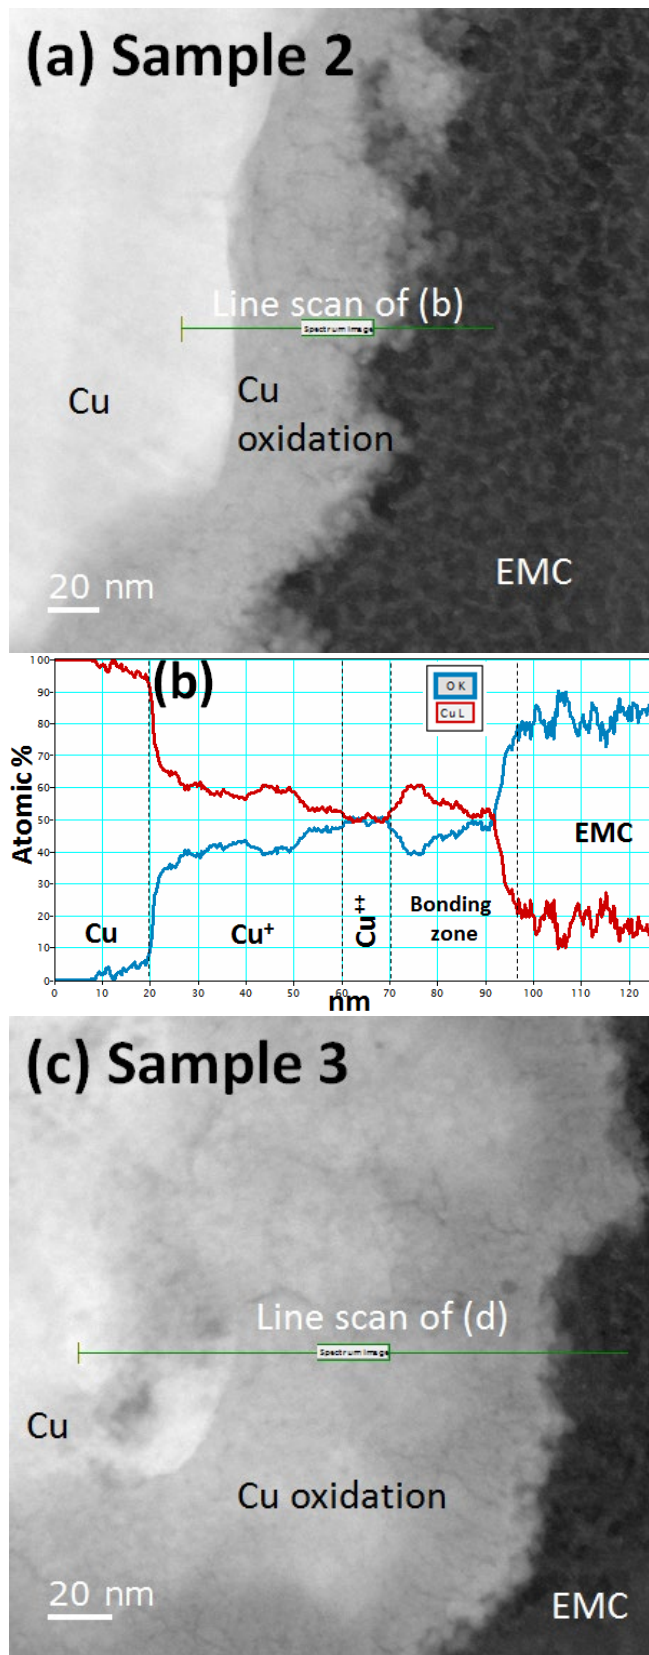 (a) Sample 2
Line scan of (b)
Spectrum Image
Cu
Cu
oxidation
EMC
20 nm
(b)
O K
Cu L
Atomic %
100
90
80
70
60
50
40
30
20
10
0
Cu
Cu+
Cu‡
Bonding
zone
EMC
0 10 20 30 40 50 60 70 80 90 100 110 120
nm
(c) Sample 3
Line scan of (d)
Spectrum Image
Cu
Cu oxidation
20 nm
EMC